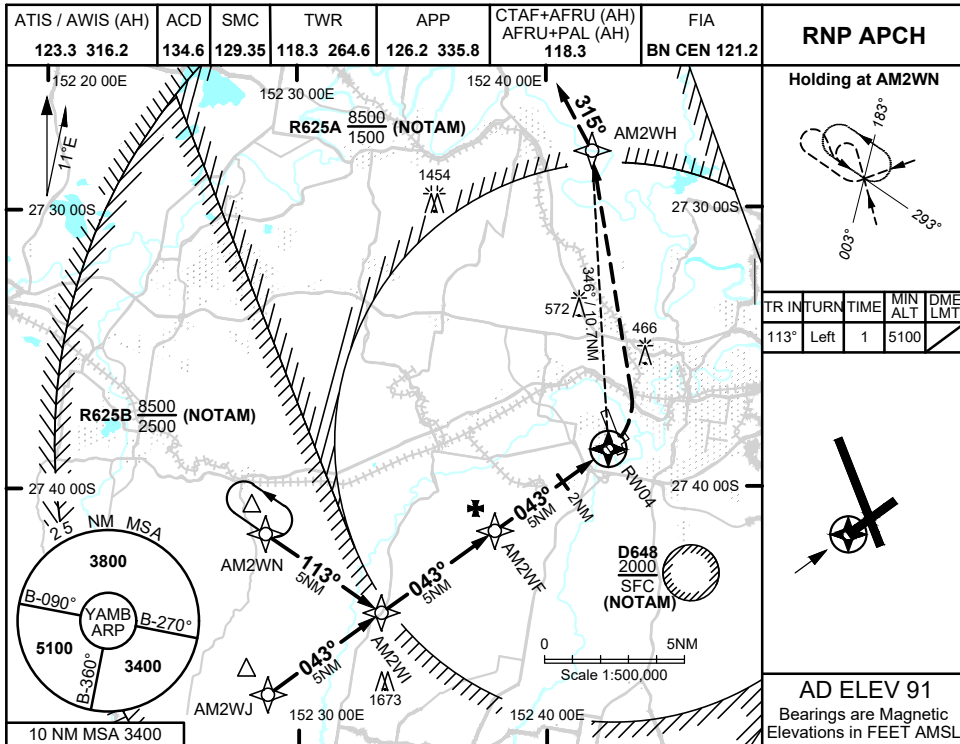 ATIS / AWIS (AH)
123.3 316.2
ACD
134.6
SMC
129.35
TWR
118.3 264.6
APP
126.2 335.8
CTAF+AFRU (AH)
AFRU+PAL (AH)
118.3
FIA
BN CEN 121.2
RNP APCH
152 20 00E
152 30 00E
152 40 00E
11°E
R625A 8500 (NOTAM)
1500
315°
AM2WH
1454
27 30 00S
27 30 00S
346° / 10.7NM
572
466
R625B 8500 (NOTAM)
2500
27 40 00S
27 40 00S
RW04
043°
5NM
2NM
AM2WF
AM2WN
113°
5NM
043°
5NM
AM2WI
043°
5NM
AM2WJ
1673
D648
2000
SFC
(NOTAM)
0 5NM
Scale 1:500,000
25 NM MSA
3800
B-090°
YAMB
ARP
B-270°
5100
B-360°
3400
152 30 00E
152 40 00E
10 NM MSA 3400
Holding at AM2WN
183°
293°
003°
TR IN TURN TIME MIN ALT DME LMT
113° Left 1 5100
AD ELEV 91
Bearings are Magnetic
Elevations in FEET AMSL